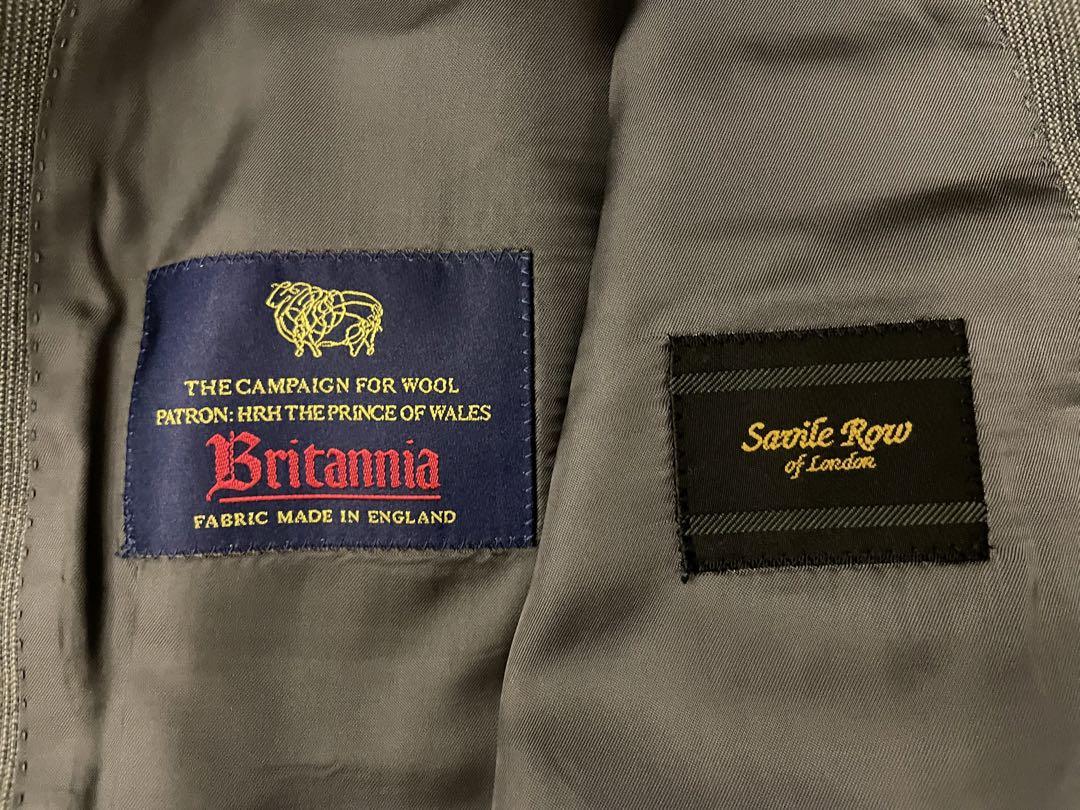 THE CAMPAIGN FOR WOOL
PATRON: HRH THE PRINCE OF WALES
Britannia
FABRIC MADE IN ENGLAND
Savile Row
of London